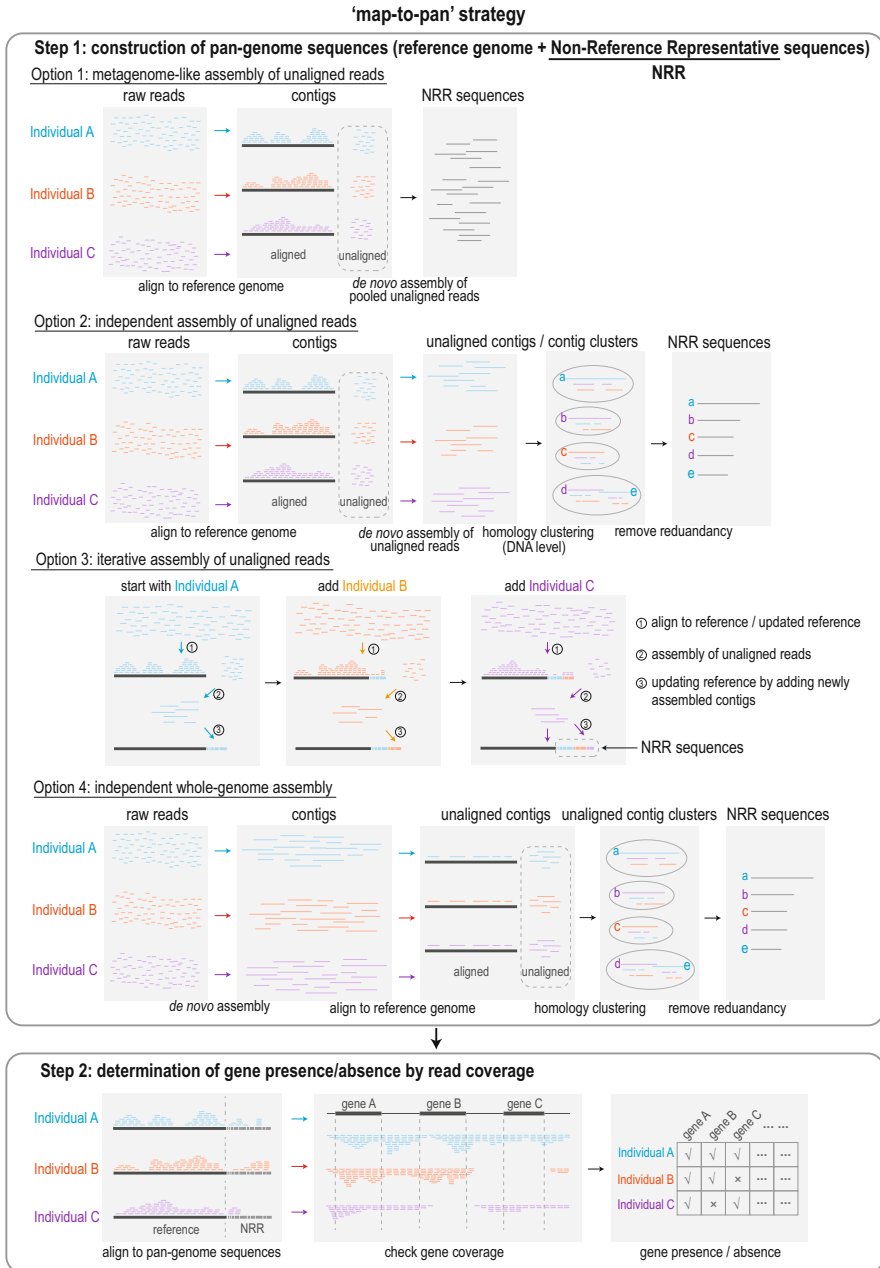 ‘map-to-pan’ strategy
Step 1: construction of pan-genome sequences (reference genome + Non-Reference Representative sequences)
NRR
Option 1: metagenome-like assembly of unaligned reads
raw reads
contigs
NRR sequences
Individual A
Individual B
Individual C
aligned
unaligned
align to reference genome
de novo assembly of
pooled unaligned reads
Option 2: independent assembly of unaligned reads
raw reads
contigs
unaligned contigs / contig clusters
NRR sequences
Individual A
Individual B
Individual C
aligned
unaligned
a
b
c
d
e
a
b
c
d
e
align to reference genome
de novo assembly of
unaligned reads
homology clustering
(DNA level)
remove reduandancy
Option 3: iterative assembly of unaligned reads
start with Individual A
add Individual B
add Individual C
①
②
③
①
②
③
①
②
③
① align to reference / updated reference
② assembly of unaligned reads
③ updating reference by adding newly
assembled contigs
NRR sequences
Option 4: independent whole-genome assembly
raw reads
contigs
unaligned contigs
unaligned contig clusters
NRR sequences
Individual A
Individual B
Individual C
aligned
unaligned
a
b
c
d
e
a
b
c
d
e
de novo assembly
align to reference genome
homology clustering
remove reduandancy
Step 2: determination of gene presence/absence by read coverage
Individual A
Individual B
Individual C
reference
NRR
align to pan-genome sequences
gene A
gene B
gene C
check gene coverage
gene A
gene B
gene C
... ...
Individual A √ √ √ ... ...
Individual B √ √ × ... ...
Individual C √ × √ ... ...
gene presence / absence